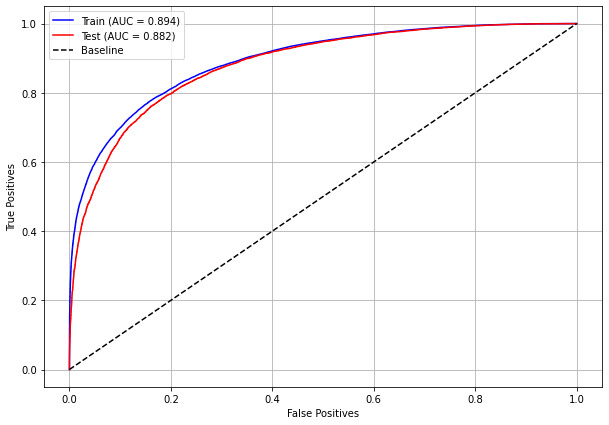 Train (AUC = 0.894)
Test (AUC = 0.882)
Baseline
True Positives
1.0
0.8
0.6
0.4
0.2
0.0
0.0 0.2 0.4 0.6 0.8 1.0
False Positives